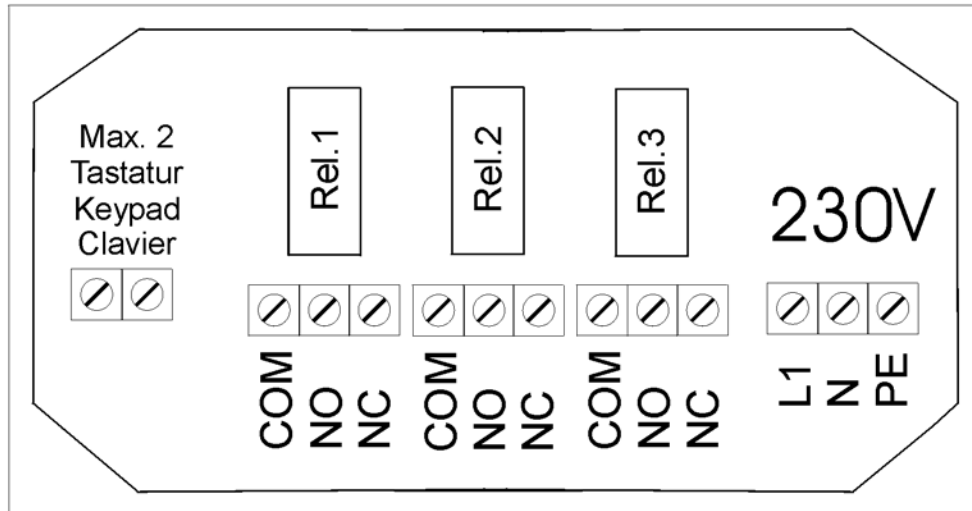 Max. 2
Tastatur
Keypad
Clavier
Rel.1
Rel.2
Rel.3
230V
COM
NO
NC
COM
NO
NC
COM
NO
NC
L1
N
PE